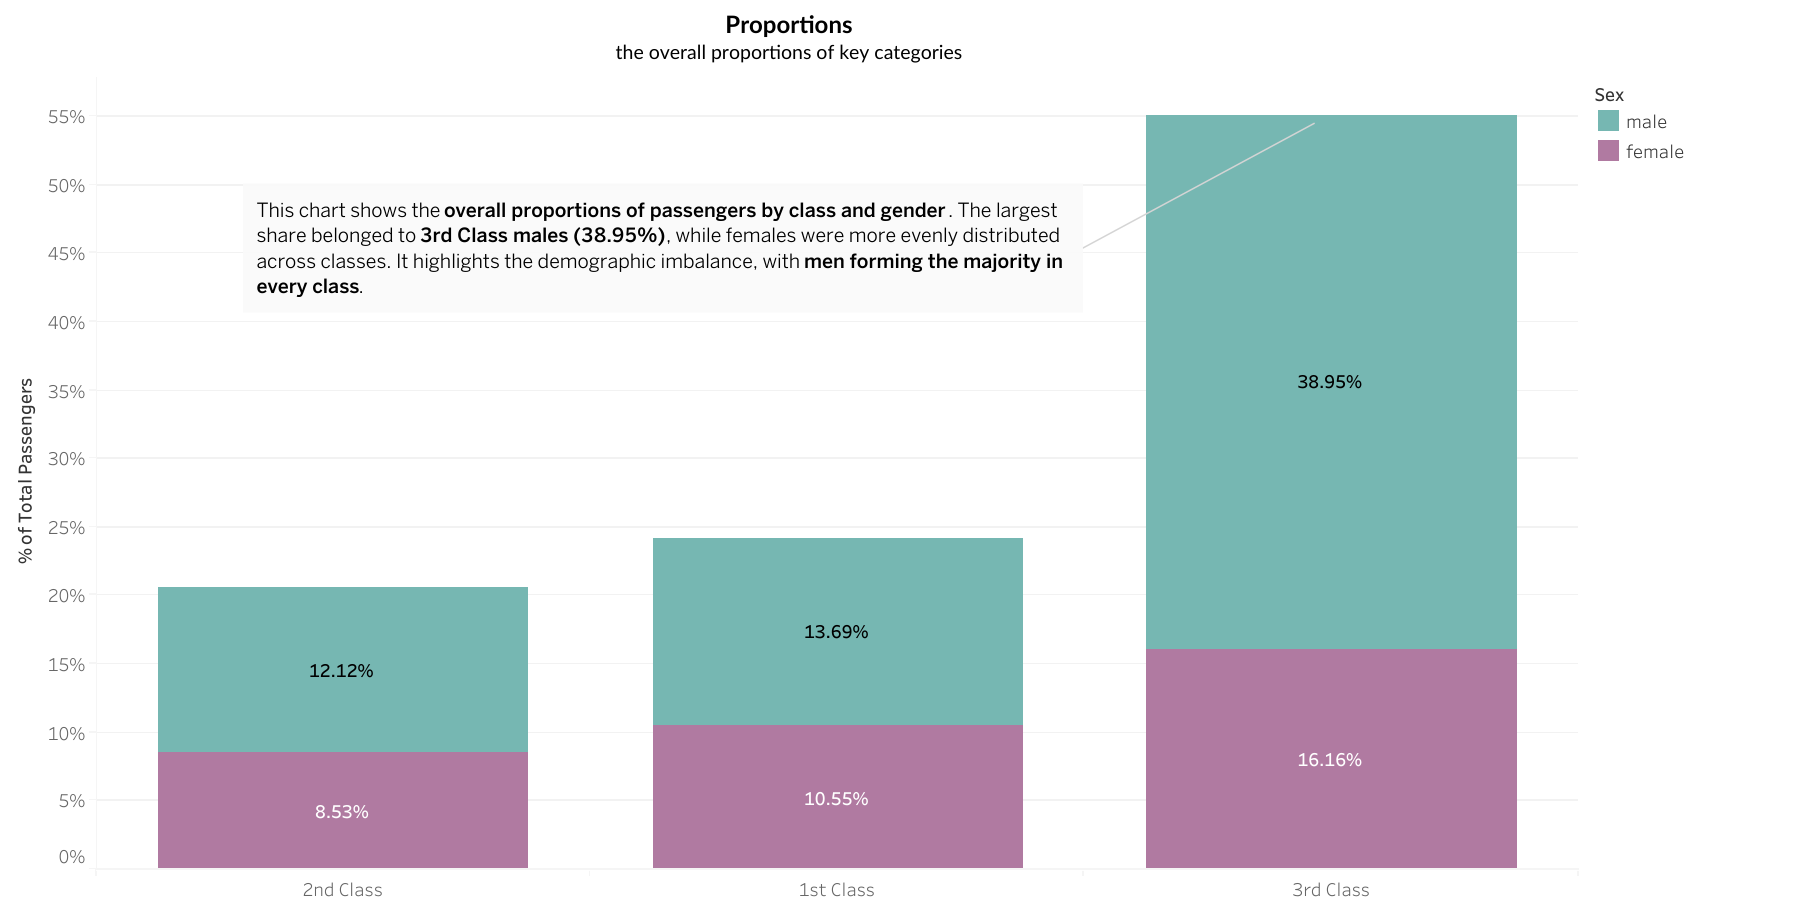 Proportions
the overall proportions of key categories
Sex
male
female
This chart shows the overall proportions of passengers by class and gender . The largest
share belonged to 3rd Class males (38.95%), while females were more evenly distributed
across classes. It highlights the demographic imbalance, with men forming the majority in
every class.
% of Total Passengers
55%
50%
45%
40%
35%
30%
25%
20%
15%
10%
5%
0%
12.12%
8.53%
13.69%
10.55%
38.95%
16.16%
2nd Class
1st Class
3rd Class